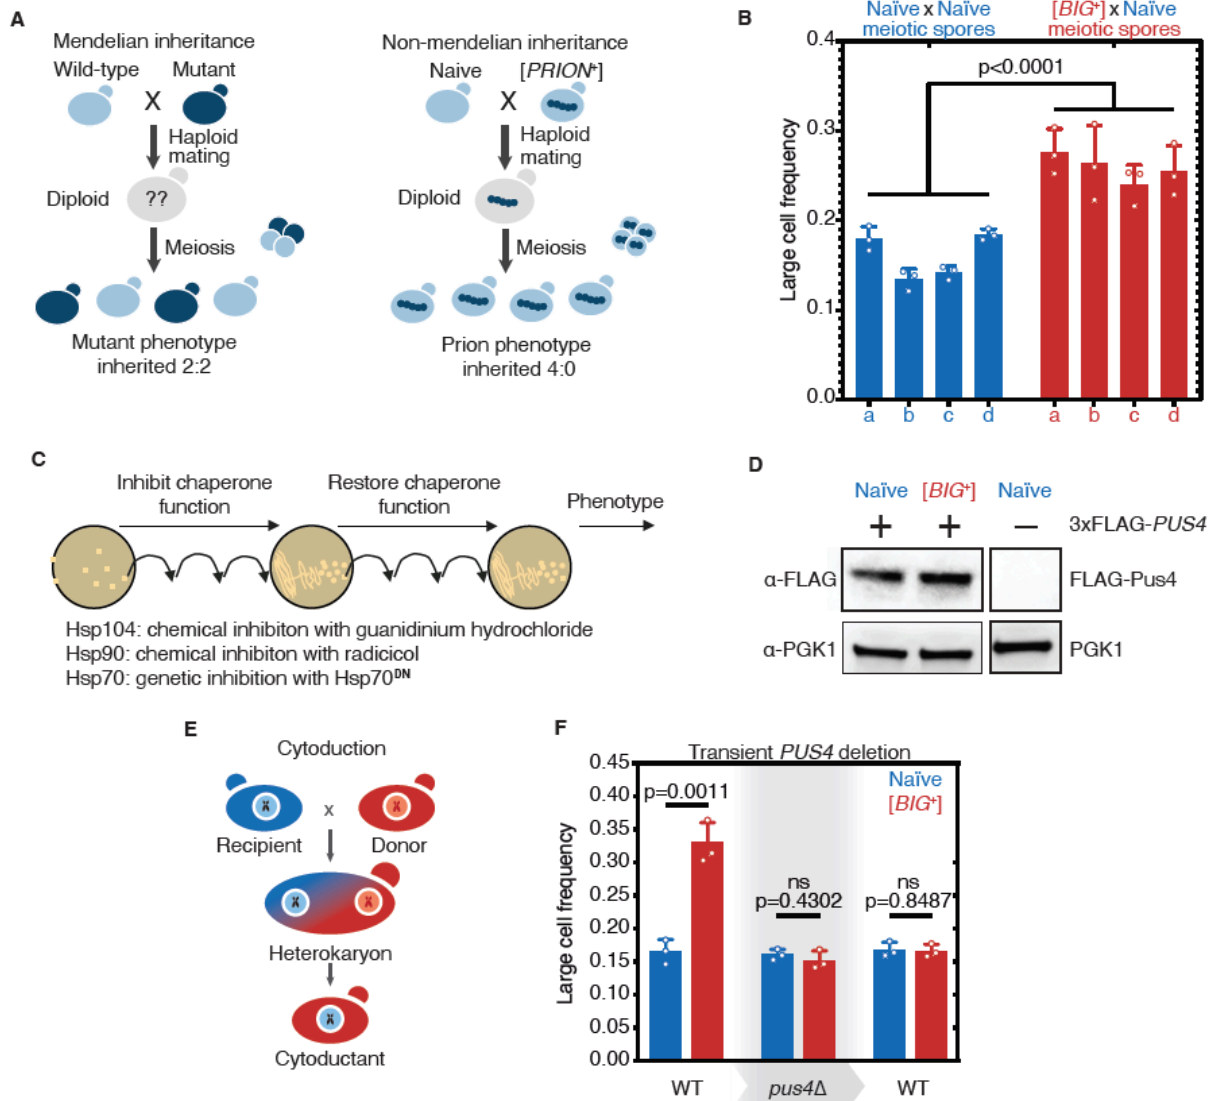 A
Mendelian inheritance
Wild-type Mutant
X
Haploid
mating
Diploid
??
Meiosis
Mutant phenotype
inherited 2:2
Non-mendelian inheritance
Naive [PRION+]
X
Haploid
mating
Diploid
Meiosis
Prion phenotype
inherited 4:0
B
Naïve x Naïve
meiotic spores
[BIG+] x Naïve
meiotic spores
p<0.0001
Large cell frequency
0.4
0.3
0.2
0.1
0.0
a b c d a b c d
C
Inhibit chaperone
function
Restore chaperone
function
Phenotype
Hsp104: chemical inhibiton with guanidinium hydrochloride
Hsp90: chemical inhibiton with radicicol
Hsp70: genetic inhibition with Hsp70DN
D
Naïve [BIG+] Naïve
+ + − 3xFLAG-PUS4
α-FLAG FLAG-Pus4
α-PGK1 PGK1
E
Cytoduction
x
Recipient Donor
Heterokaryon
Cytoductant
F
Transient PUS4 deletion
Naïve
[BIG+]
p=0.0011
ns
p=0.4302
ns
p=0.8487
Large cell frequency
0.45
0.40
0.35
0.30
0.25
0.20
0.15
0.10
0.05
0.00
WT pus4Δ WT